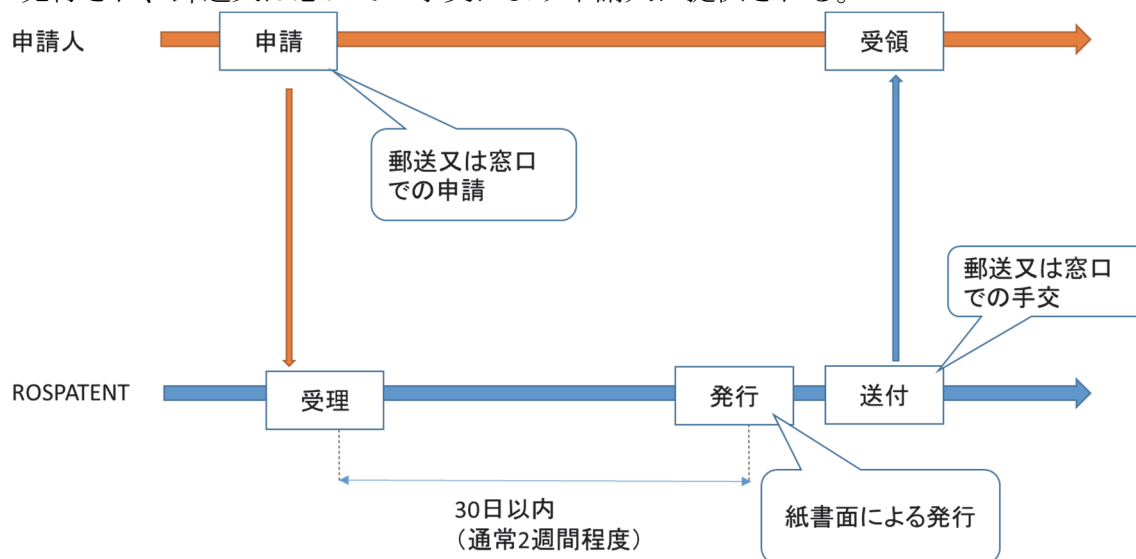 申請人
申請
受領
郵送又は窓口
での申請
郵送又は窓口
での手交
ROSPATENT
受理
発行
送付
30日以内
（通常2週間程度）
紙書面による発行